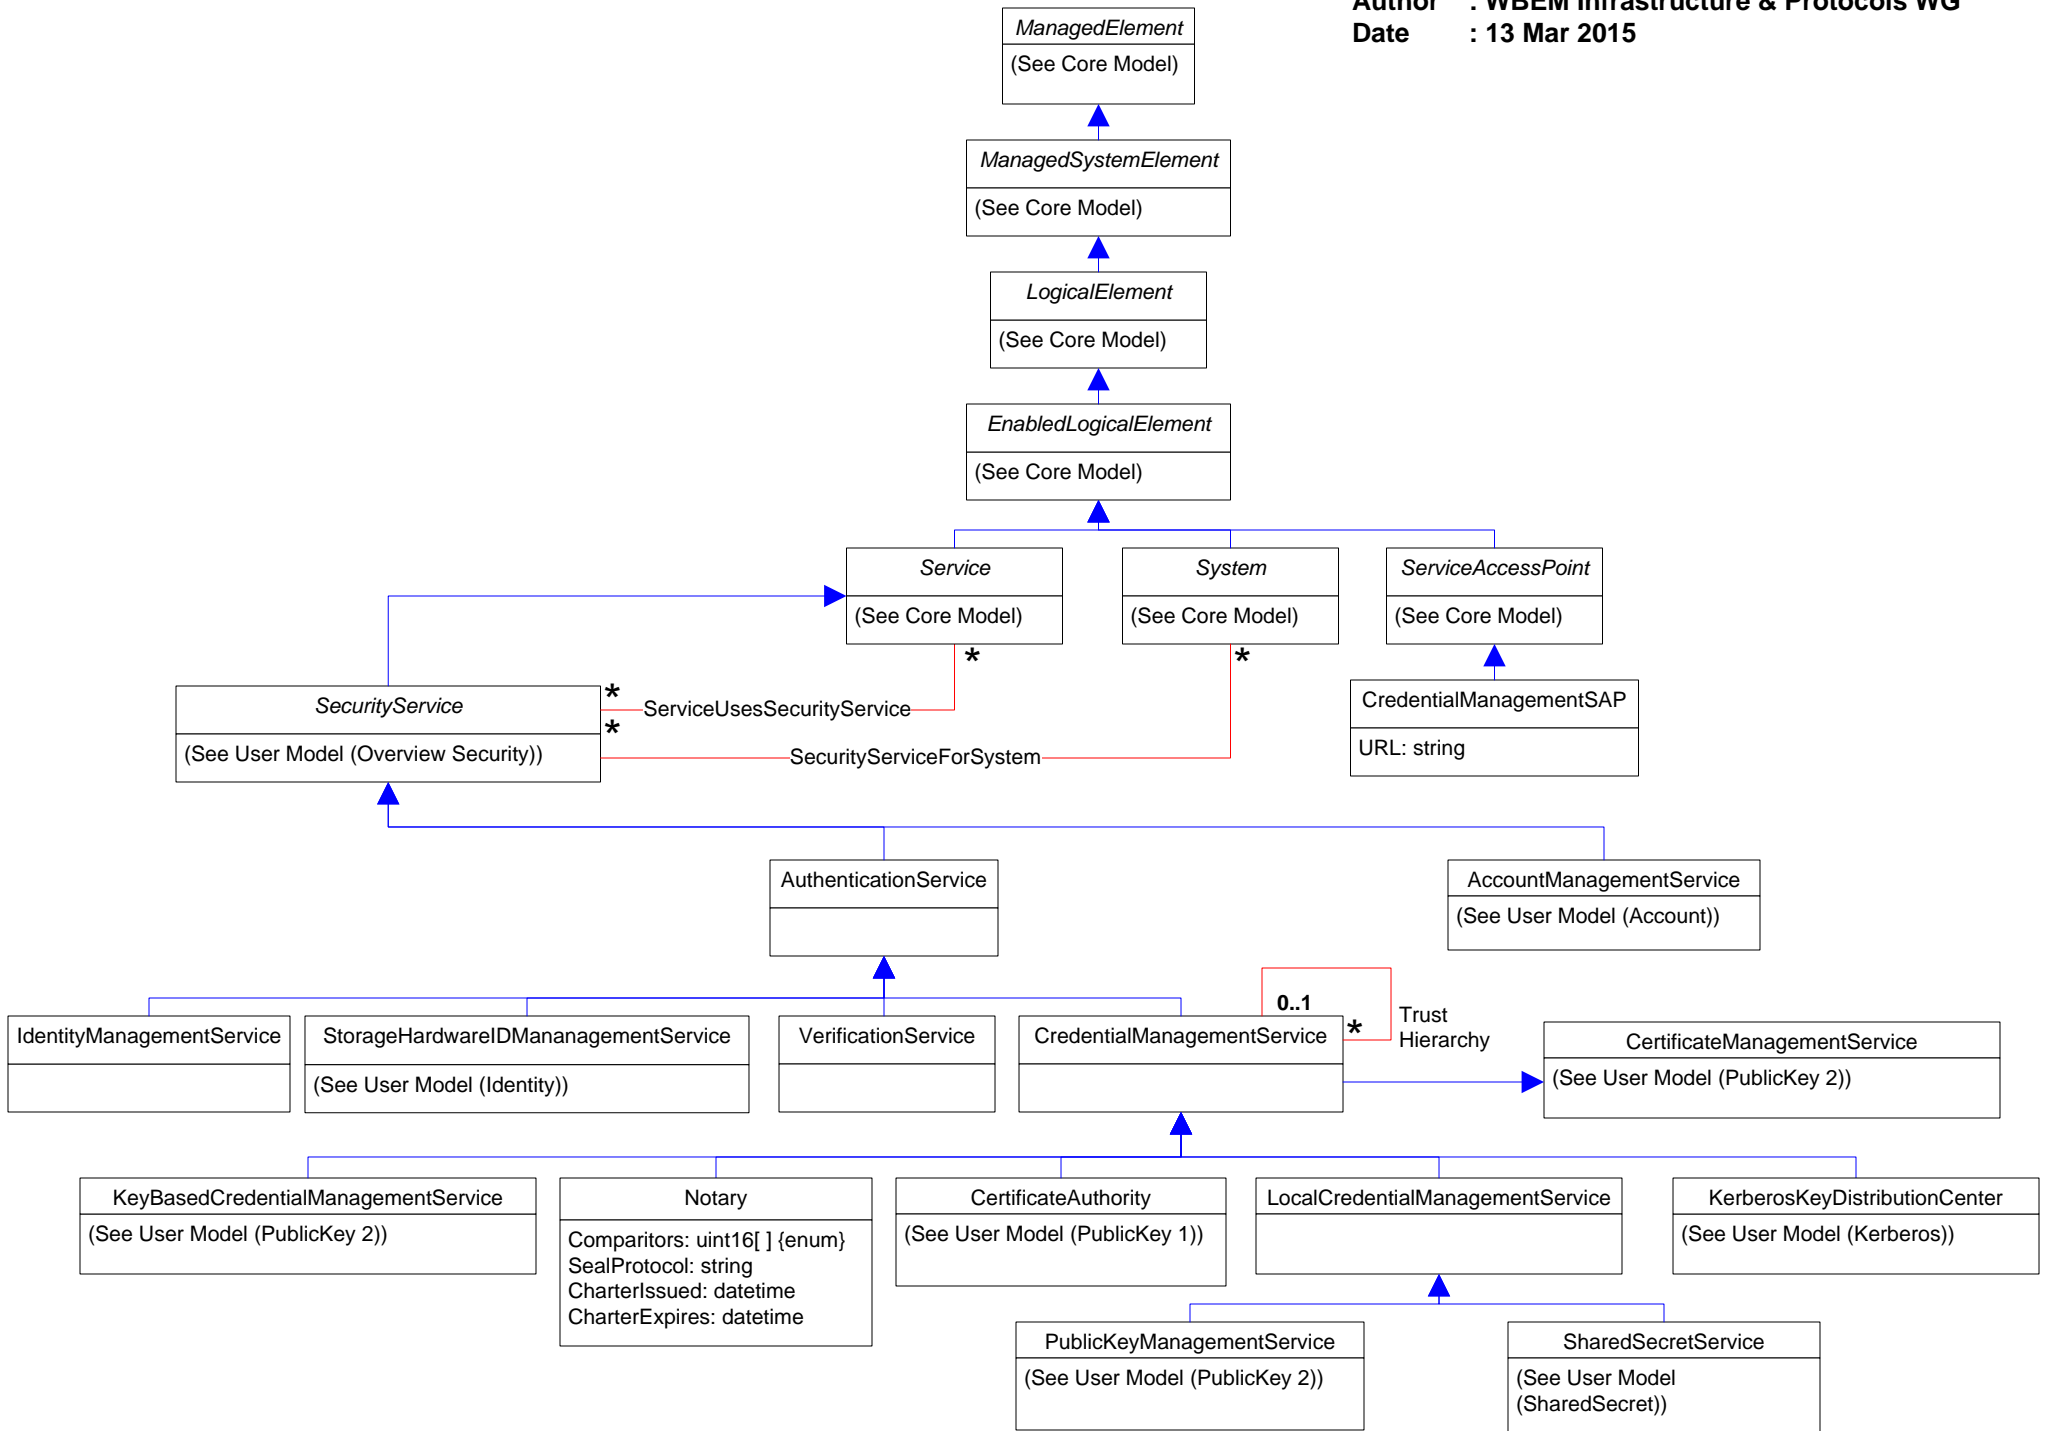 Author : WBEM Infrastructure & Protocols WG
Date : 13 Mar 2015
ManagedElement
(See Core Model)
ManagedSystemElement
(See Core Model)
LogicalElement
(See Core Model)
EnabledLogicalElement
(See Core Model)
Service
(See Core Model)
System
(See Core Model)
ServiceAccessPoint
(See Core Model)
*
*
SecurityService
(See User Model (Overview Security))
*
ServiceUsesSecurityService
*
SecurityServiceForSystem
CredentialManagementSAP
URL: string
AuthenticationService
AccountManagementService
(See User Model (Account))
IdentityManagementService
StorageHardwareIDMananagementService
(See User Model (Identity))
VerificationService
CredentialManagementService
0..1
*
Trust
Hierarchy
CertificateManagementService
(See User Model (PublicKey 2))
KeyBasedCredentialManagementService
(See User Model (PublicKey 2))
Notary
Comparitors: uint16[ ] {enum}
SealProtocol: string
CharterIssued: datetime
CharterExpires: datetime
CertificateAuthority
(See User Model (PublicKey 1))
LocalCredentialManagementService
KerberosKeyDistributionCenter
(See User Model (Kerberos))
PublicKeyManagementService
(See User Model (PublicKey 2))
SharedSecretService
(See User Model
(SharedSecret))